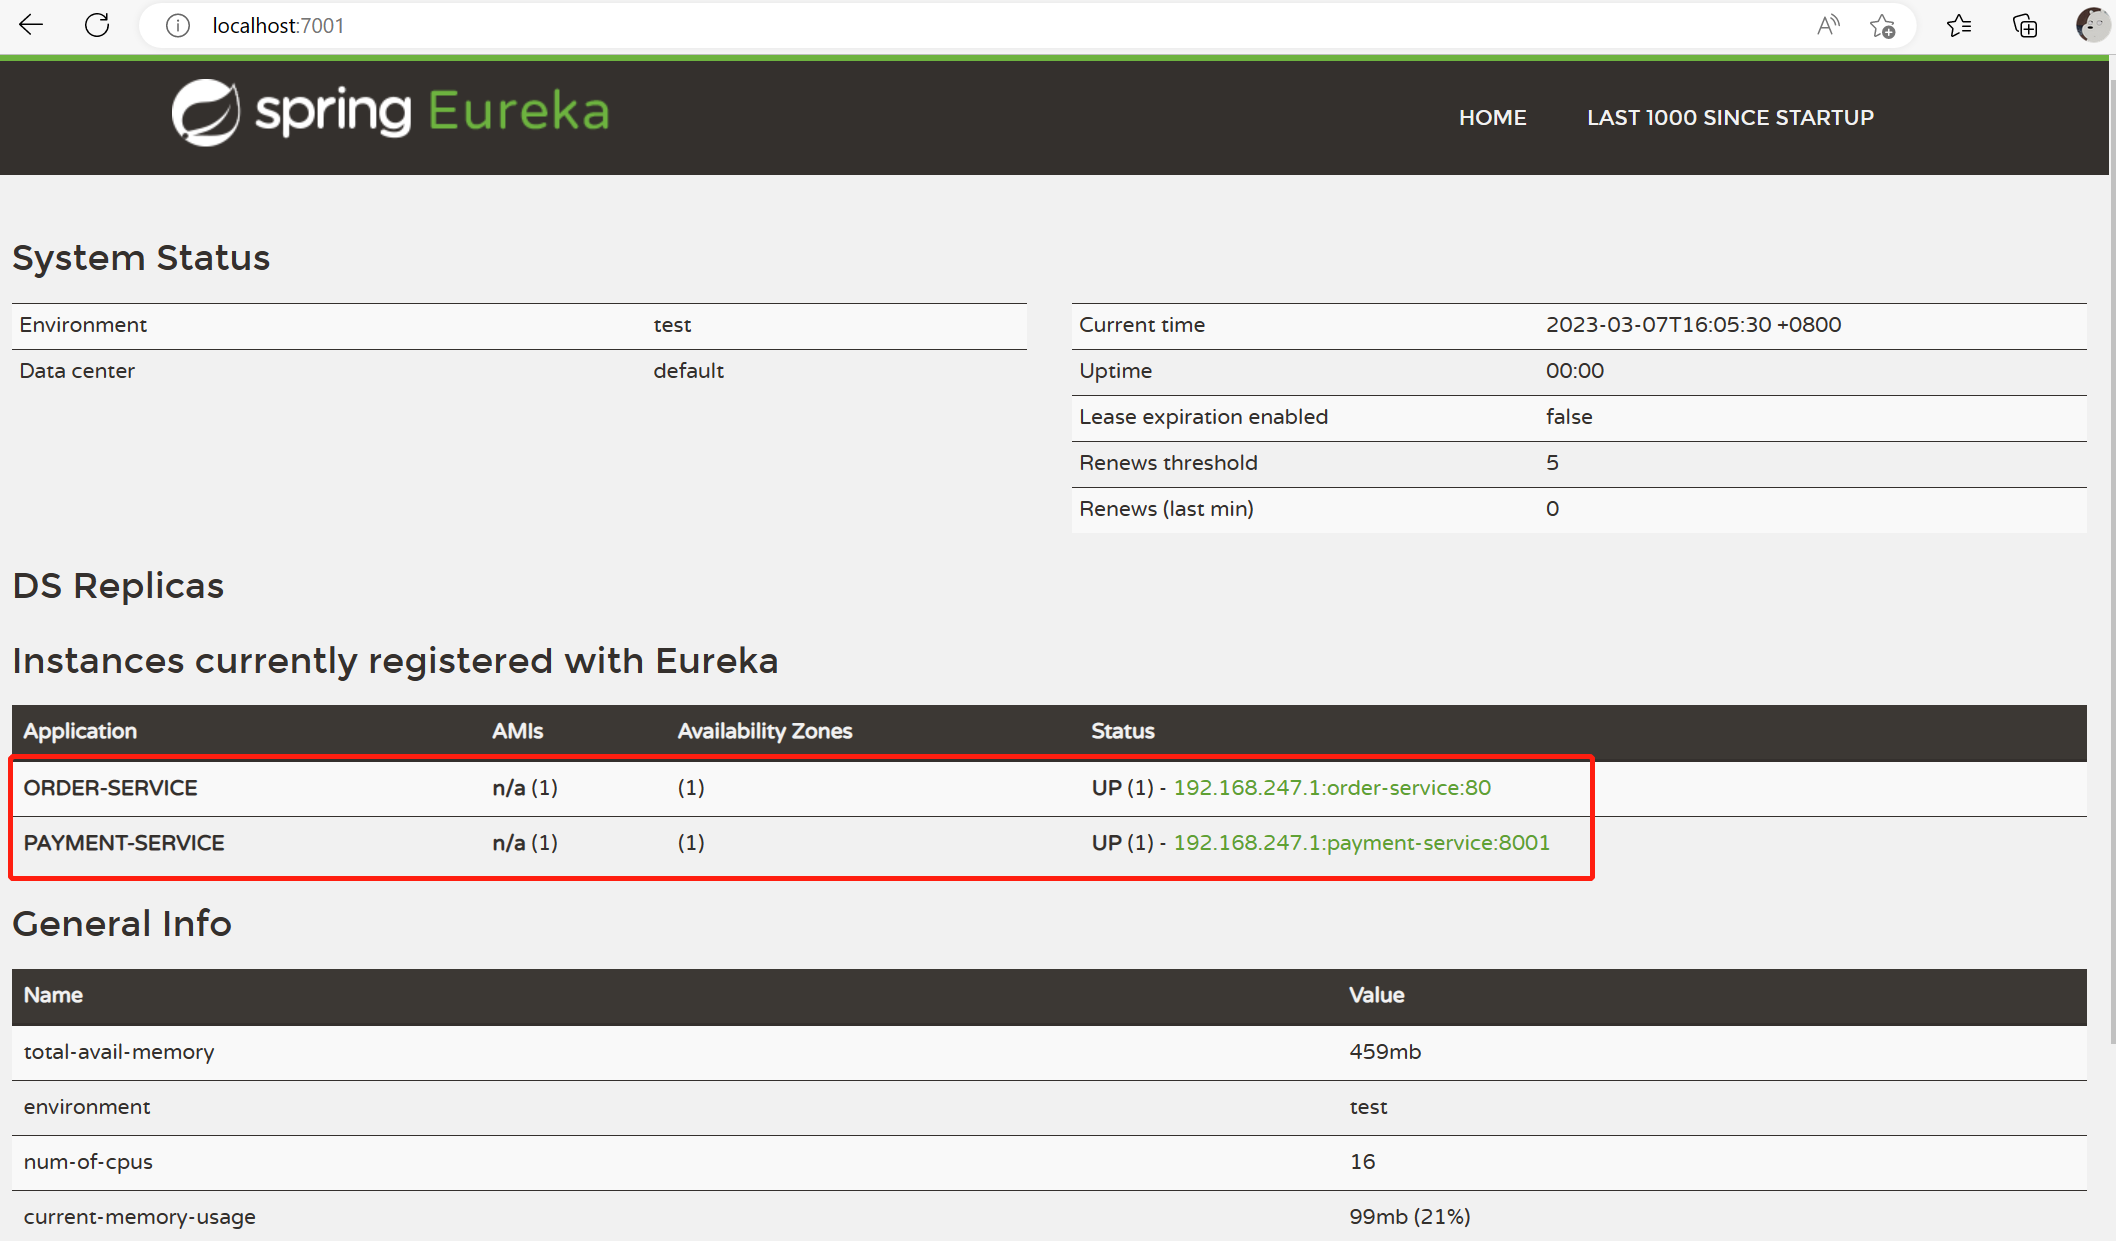 localhost:7001
spring Eureka
HOME LAST 1000 SINCE STARTUP
System Status
Environment test
Data center default
Current time 2023-03-07T16:05:30 +0800
Uptime 00:00
Lease expiration enabled false
Renews threshold 5
Renews (last min) 0
DS Replicas
Instances currently registered with Eureka
Application AMIs Availability Zones Status
ORDER-SERVICE n/a (1) (1) UP (1) - 192.168.247.1:order-service:80
PAYMENT-SERVICE n/a (1) (1) UP (1) - 192.168.247.1:payment-service:8001
General Info
Name Value
total-avail-memory 459mb
environment test
num-of-cpus 16
current-memory-usage 99mb (21%)